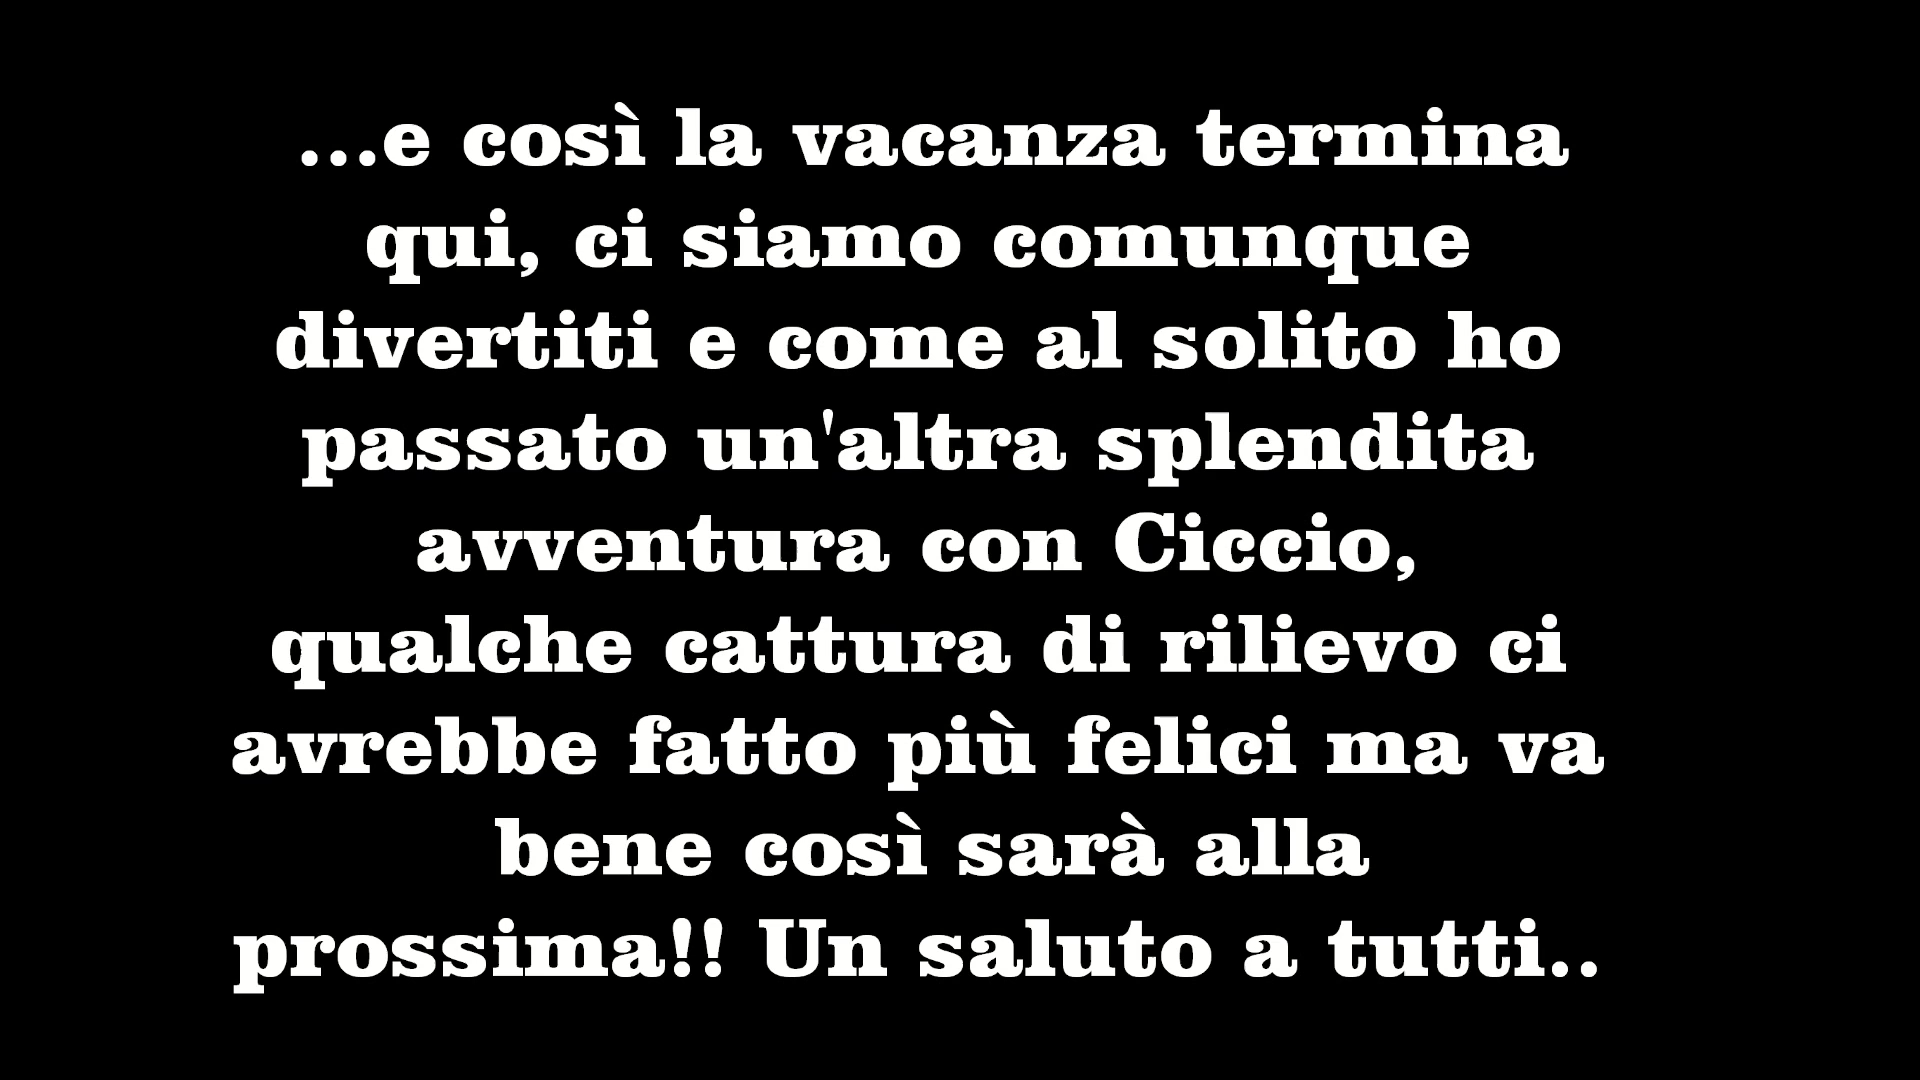 ...e così la vacanza termina
qui, ci siamo comunque
divertiti e come al solito ho
passato un'altra splendita
avventura con Ciccio,
qualche cattura di rilievo ci
avrebbe fatto più felici ma va
bene così sarà alla
prossima!! Un saluto a tutti..